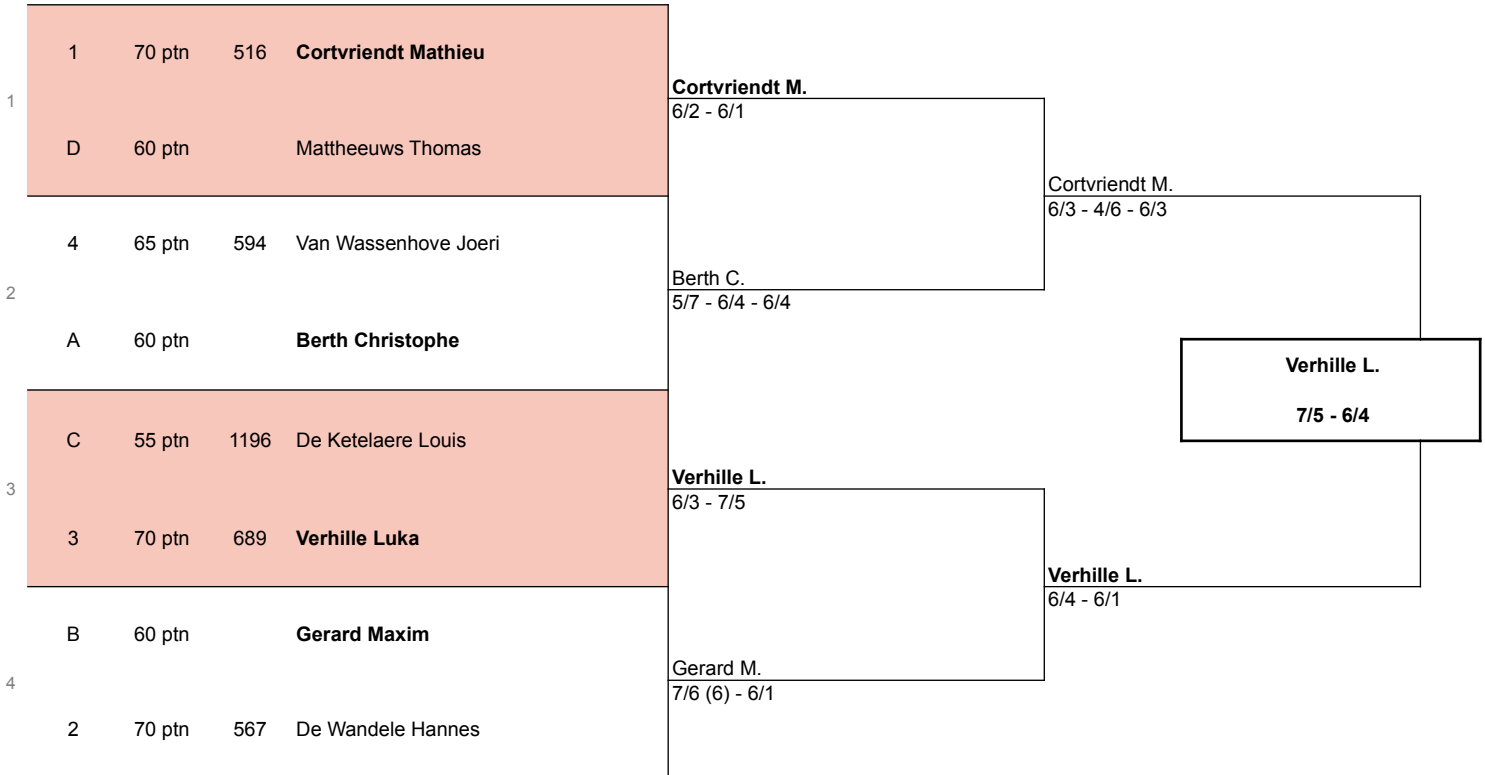 1 70 ptn 516 Cortvriendt Mathieu
Cortvriendt M.
1
6/2 - 6/1
D 60 ptn Mattheeuws Thomas
Cortvriendt M.
6/3 - 4/6 - 6/3
4 65 ptn 594 Van Wassenhove Joeri
Berth C.
2
5/7 - 6/4 - 6/4
A 60 ptn Berth Christophe
Verhille L.
7/5 - 6/4
C 55 ptn 1196 De Ketelaere Louis
Verhille L.
3
6/3 - 7/5
3 70 ptn 689 Verhille Luka
Verhille L.
6/4 - 6/1
B 60 ptn Gerard Maxim
Gerard M.
4
7/6 (6) - 6/1
2 70 ptn 567 De Wandele Hannes